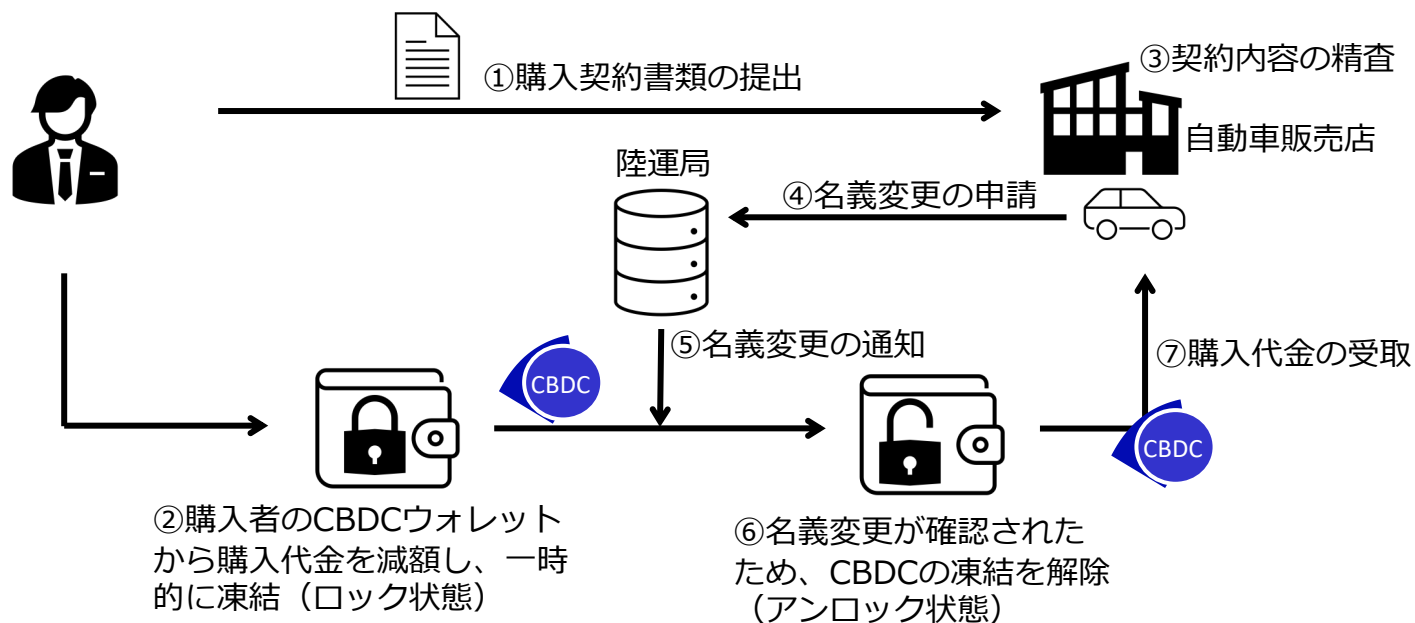 ①購入契約書類の提出
③契約内容の精査
自動車販売店
陸運局
④名義変更の申請
⑤名義変更の通知
⑦購入代金の受取
CBDC
CBDC
②購入者のCBDCウォレット
から購入代金を減額し、一時
的に凍結（ロック状態）
⑥名義変更が確認された
ため、CBDCの凍結を解除
（アンロック状態）